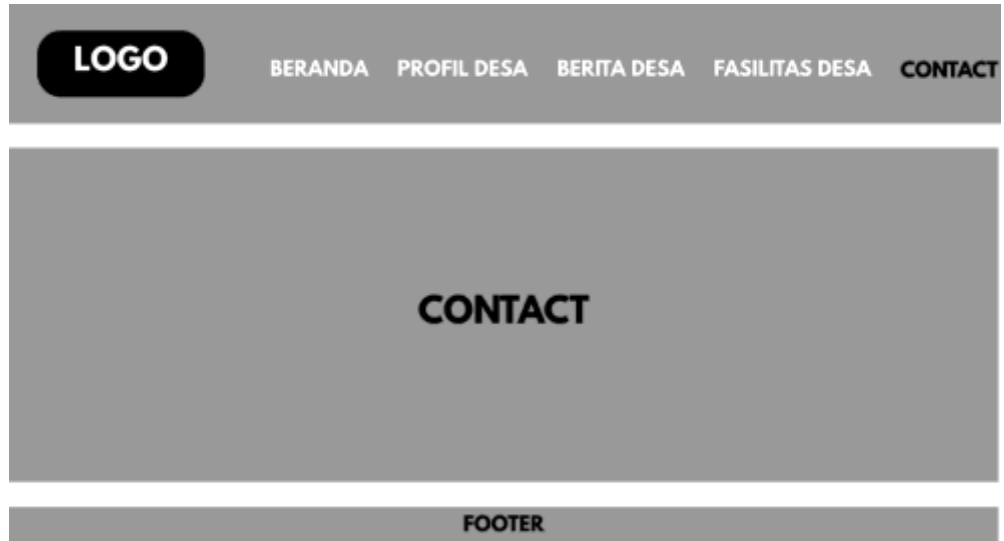 LOGO
BERANDA PROFIL DESA BERITA DESA FASILITAS DESA CONTACT
CONTACT
FOOTER